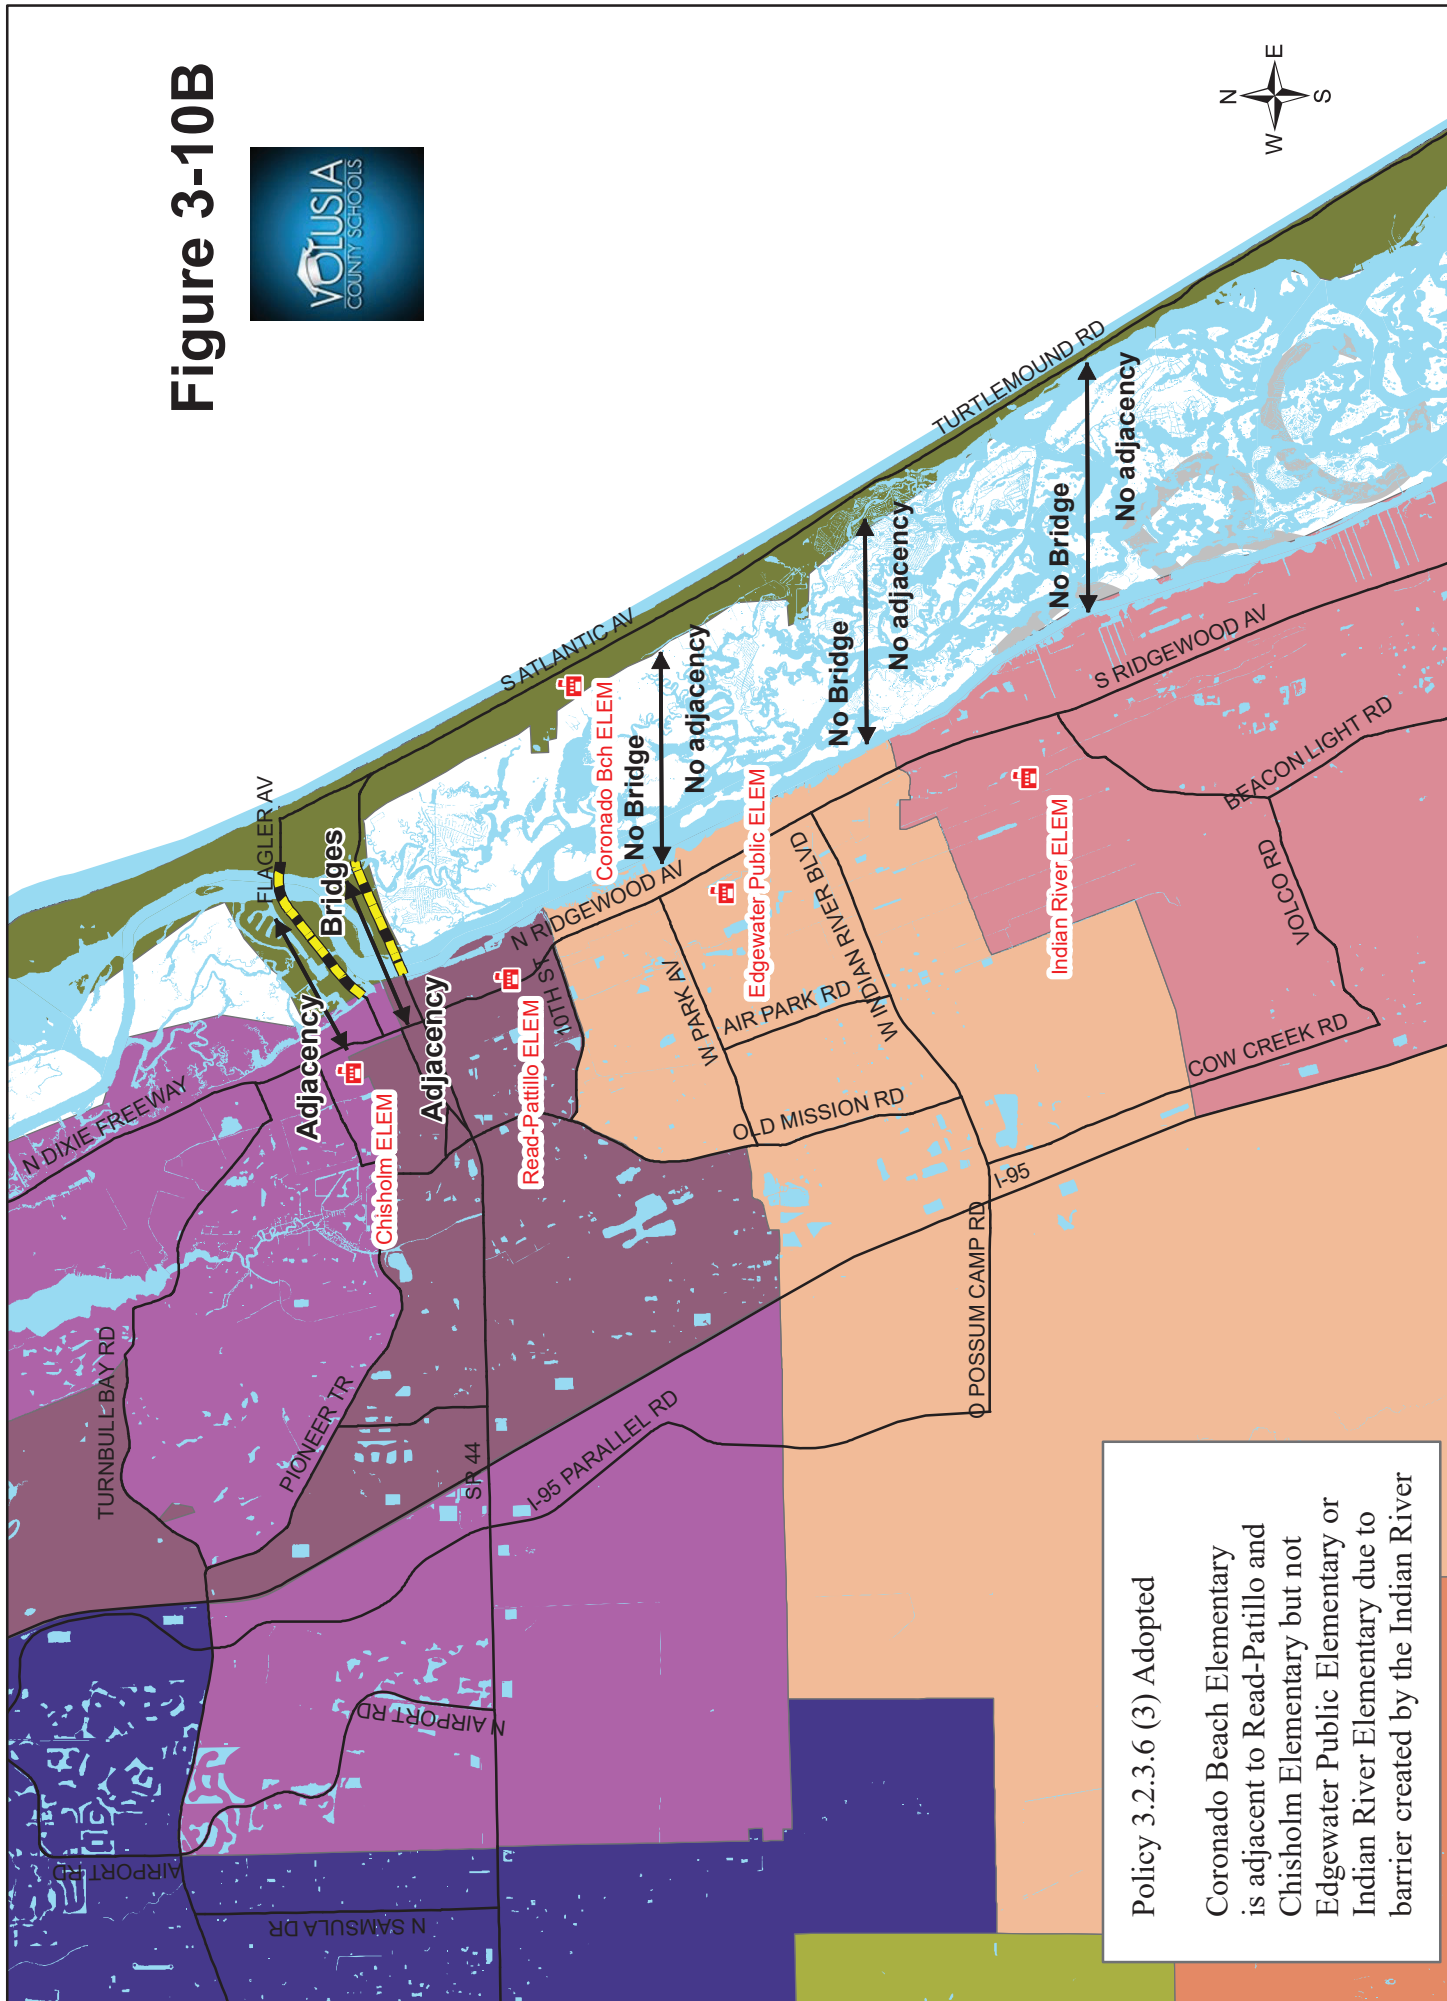 Figure 3-10B
VOLUSIA
COUNTY SCHOOLS
N
W
E
S
FLAGLER AV
Bridges
Adjacency
Adjacency
N DIXIE FREEWAY
Chisholm ELEM
TURNBULL BAY RD
PIONEER TR
SR 44
I-95 PARALLEL RD
N AIRPORT RD
AIRPORT RD
N SAMSULA DR
S ATLANTIC AV
Coronado Bch ELEM
No Bridge
No adjacency
N RIDGEWOOD AV
10TH ST
Read-Pattillo ELEM
W PARK AV
AIR PARK RD
Edgewater Public ELEM
W INDIAN RIVER BLVD
OLD MISSION RD
No Bridge
No adjacency
TURTLEMOUND RD
No Bridge
No adjacency
S RIDGEWOOD AV
Indian River ELEM
BEACON LIGHT RD
VOLCO RD
COW CREEK RD
I-95
O POSSUM CAMP RD
Policy 3.2.3.6 (3) Adopted
Coronado Beach Elementary
is adjacent to Read-Patillo and
Chisholm Elementary but not
Edgewater Public Elementary or
Indian River Elementary due to
barrier created by the Indian River